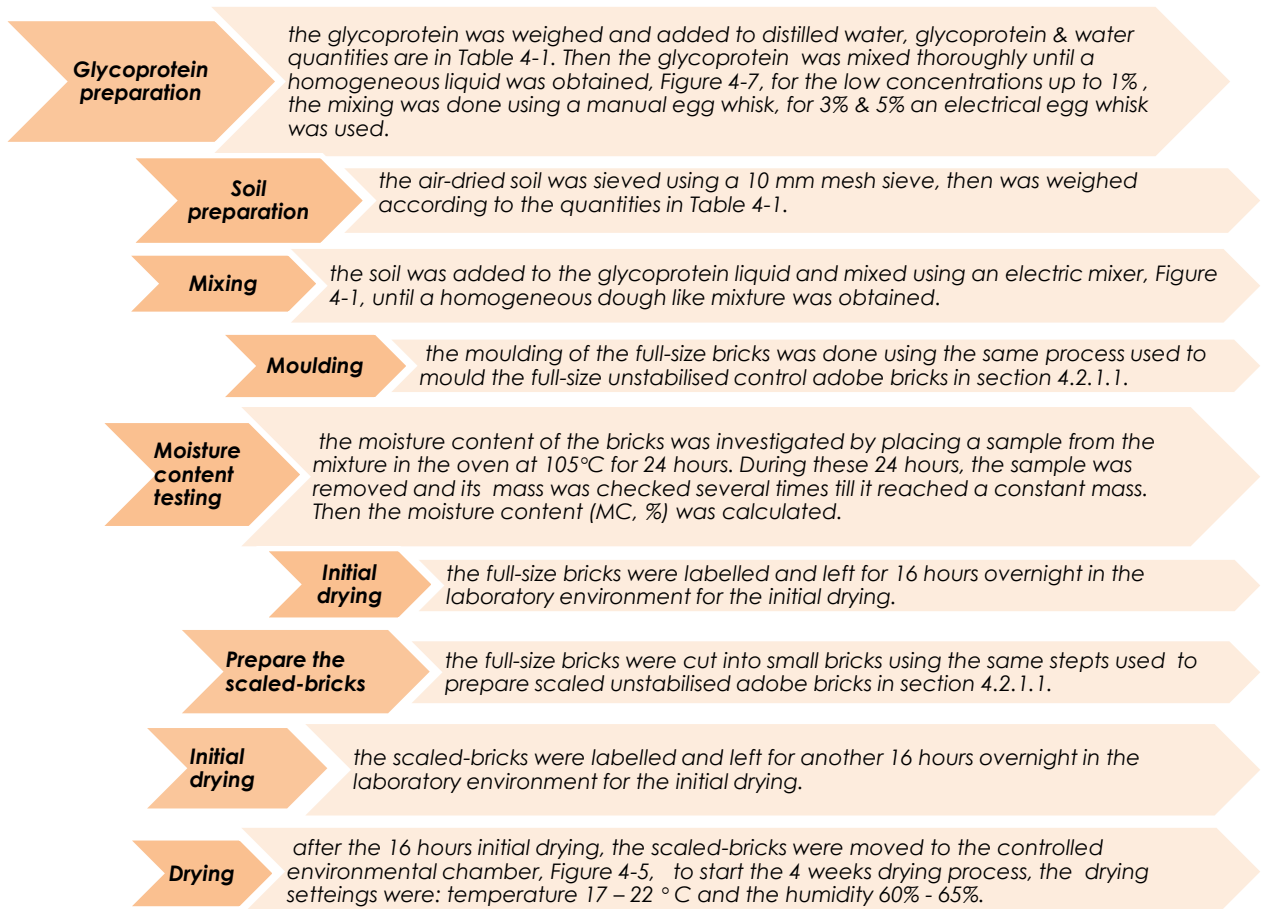 Glycoprotein
preparation
the glycoprotein was weighed and added to distilled water, glycoprotein & water
quantities are in Table 4-1. Then the glycoprotein was mixed thoroughly until a
homogeneous liquid was obtained, Figure 4-7, for the low concentrations up to 1% ,
the mixing was done using a manual egg whisk, for 3% & 5% an electrical egg whisk
was used.
Soil
preparation
the air-dried soil was sieved using a 10 mm mesh sieve, then was weighed
according to the quantities in Table 4-1.
Mixing
the soil was added to the glycoprotein liquid and mixed using an electric mixer, Figure
4-1, until a homogeneous dough like mixture was obtained.
Moulding
the moulding of the full-size bricks was done using the same process used to
mould the full-size unstabilised control adobe bricks in section 4.2.1.1.
Moisture
content
testing
the moisture content of the bricks was investigated by placing a sample from the
mixture in the oven at 105°C for 24 hours. During these 24 hours, the sample was
removed and its mass was checked several times till it reached a constant mass.
Then the moisture content (MC, %) was calculated.
Initial
drying
the full-size bricks were labelled and left for 16 hours overnight in the
laboratory environment for the initial drying.
Prepare the
scaled-bricks
the full-size bricks were cut into small bricks using the same stepts used to
prepare scaled unstabilised adobe bricks in section 4.2.1.1.
Initial
drying
the scaled-bricks were labelled and left for another 16 hours overnight in the
laboratory environment for the initial drying.
Drying
after the 16 hours initial drying, the scaled-bricks were moved to the controlled
environmental chamber, Figure 4-5, to start the 4 weeks drying process, the drying
setteings were: temperature 17 – 22 ° C and the humidity 60% - 65%.